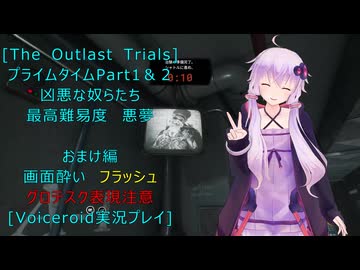 [The Outlast Trials]
プライムタイムPart1＆2
凶悪な奴らたち
最高難易度　悪夢
おまけ編
画面酔い　フラッシュ
グロテスク表現注意
[Voiceroid実況プレイ]
0:10